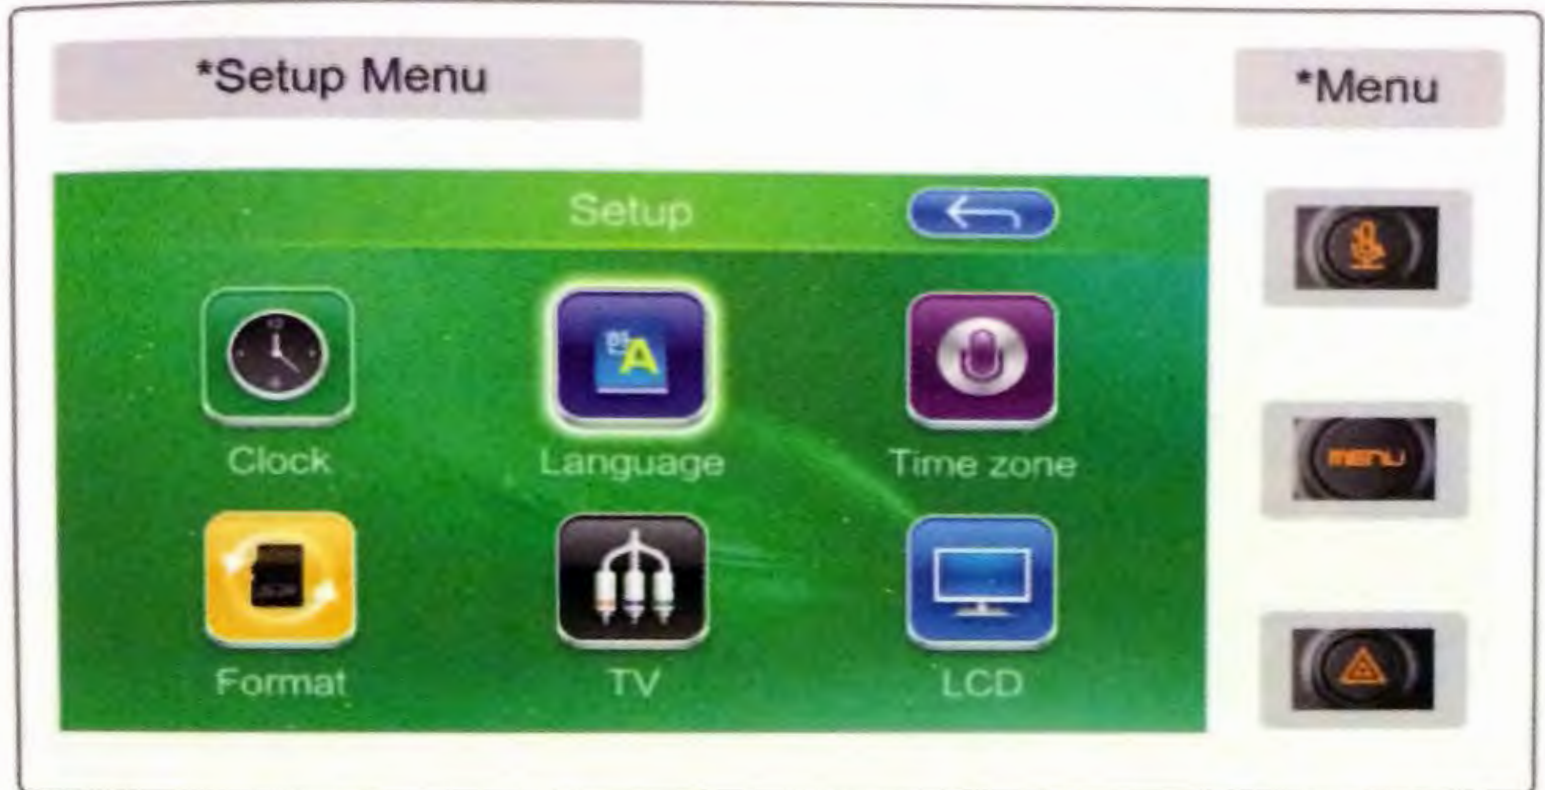 *Setup Menu
*Menu
Setup
Clock
Language
Time zone
Format
TV
LCD
A
MENU